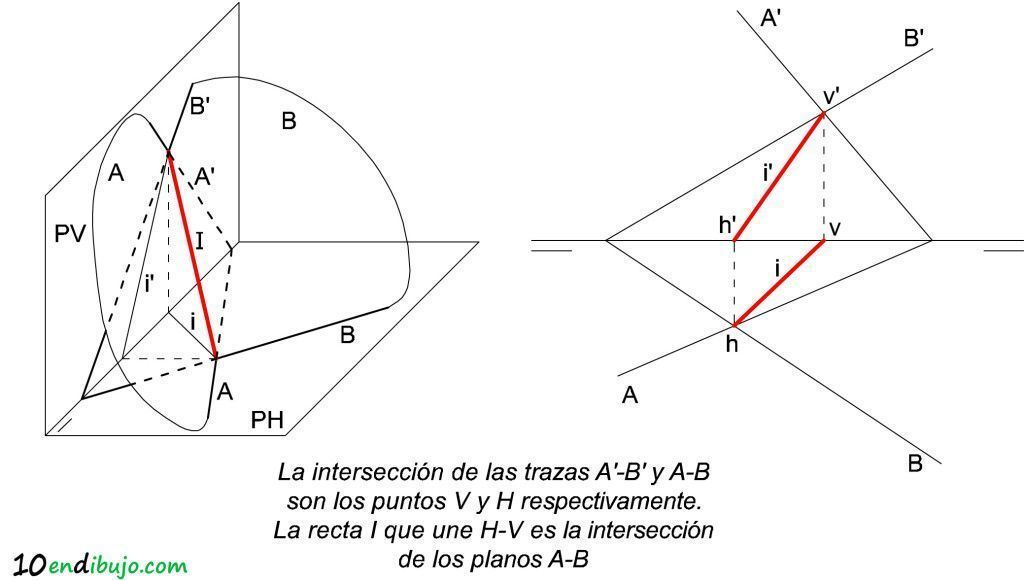 A'
B'
B'
B
v'
A
A'
i'
PV
I
h'
v
i'
i
i
B
h
A
A
PH
B
La intersección de las trazas A'-B' y A-B
son los puntos V y H respectivamente.
La recta I que une H-V es la intersección
de los planos A-B
10endibujo.com